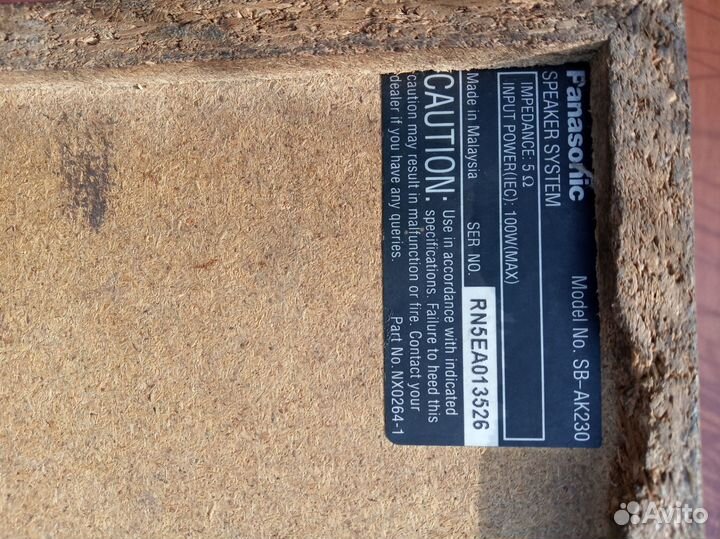 Panasonic
SPEAKER SYSTEM Model No. SB-AK230
IMPEDANCE: 5 Ω
INPUT POWER(IEC): 100W(MAX)
Made in Malaysia SER NO. RN5EA013526
CAUTION: Use in accordance with indicated
specifications. Failure to heed this
caution may result in malfunction or fire. Contact your
dealer if you have any queries. Part No. NX0264-1
Avito